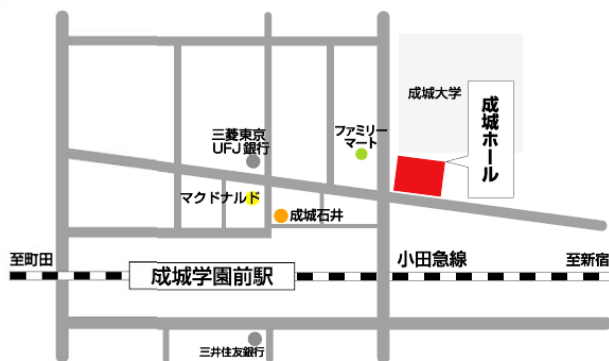 成城大学
成城ホール
三菱東京
UFJ銀行
ファミリー
マート
マクドナルド
成城石井
至町田
成城学園前駅
小田急線
至新宿
三井住友銀行